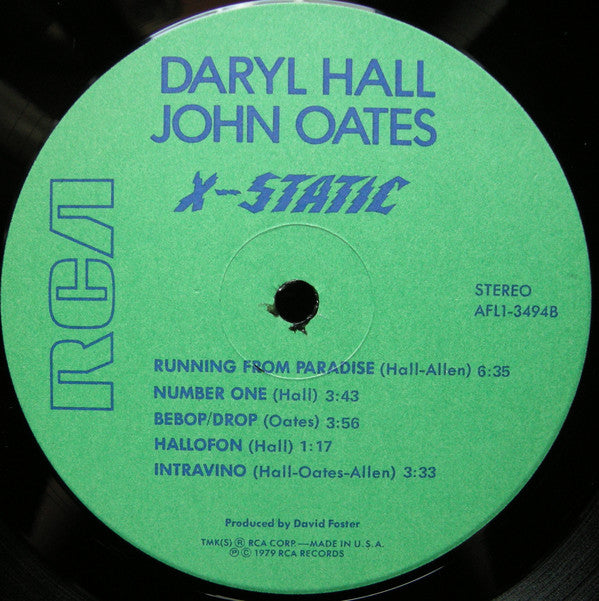 DARYL HALL
JOHN OATES
X-STATIC
RCA
STEREO
AFL1-3494B
RUNNING FROM PARADISE (Hall-Allen) 6:35
NUMBER ONE (Hall) 3:43
BEBOP/DROP (Oates) 3:56
HALLOFON (Hall) 1:17
INTRAVINO (Hall-Oates-Allen) 3:33
Produced by David Foster
TMK(S) ® RCA CORP.—MADE IN U.S.A.
℗ © 1979 RCA RECORDS